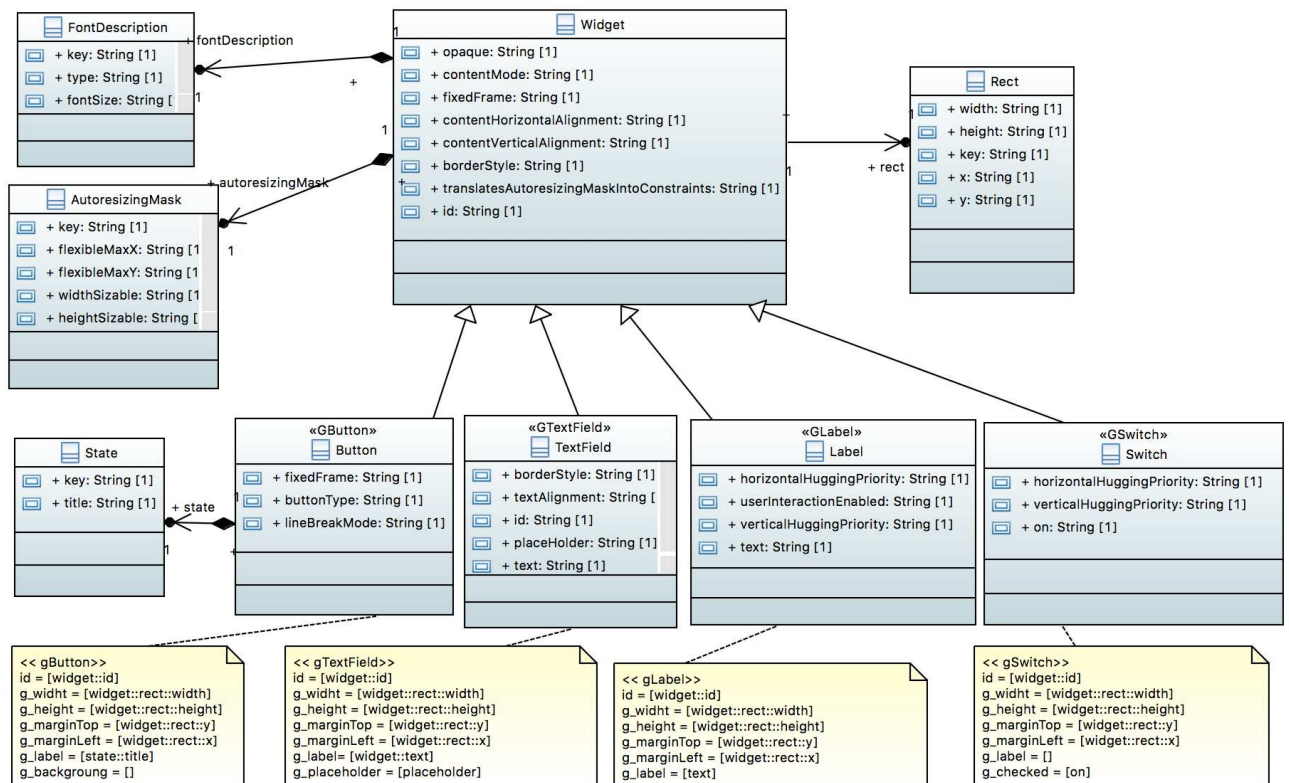 FontDescription
+ key: String [1]
+ type: String [1]
+ fontSize: String [
+ fontDescription
1
+
1
Widget
+ opaque: String [1]
+ contentMode: String [1]
+ fixedFrame: String [1]
+ contentHorizontalAlignment: String [1]
+ contentVerticalAlignment: String [1]
+ borderStyle: String [1]
+ translatesAutoresizingMaskIntoConstraints: String [1]
+ id: String [1]
Rect
+ width: String [1]
+ height: String [1]
+ key: String [1]
+ x: String [1]
+ y: String [1]
+
1
+ rect
1
AutoresizingMask
+ key: String [1]
+ flexibleMaxX: String [1
+ flexibleMaxY: String [1
+ widthSizable: String [1
+ heightSizable: String [
1
+ autoresizingMask
+
1
State
+ key: String [1]
+ title: String [1]
+ state
1
1
+
«GButton»
Button
+ fixedFrame: String [1]
+ buttonType: String [1]
+ lineBreakMode: String [1]
«GTextField»
TextField
+ borderStyle: String [1]
+ textAlignment: String [
+ id: String [1]
+ placeHolder: String [1]
+ text: String [1]
«GLabel»
Label
+ horizontalHuggingPriority: String [1]
+ userInteractionEnabled: String [1]
+ verticalHuggingPriority: String [1]
+ text: String [1]
«GSwitch»
Switch
+ horizontalHuggingPriority: String [1]
+ verticalHuggingPriority: String [1]
+ on: String [1]
<< gButton>>
id = [widget::id]
g_widht = [widget::rect::width]
g_height = [widget::rect::height]
g_marginTop = [widget::rect::y]
g_marginLeft = [widget::rect::x]
g_label = [state::title]
g_backgroung = []
<< gTextField>>
id = [widget::id]
g_widht = [widget::rect::width]
g_height = [widget::rect::height]
g_marginTop = [widget::rect::y]
g_marginLeft = [widget::rect::x]
g_label= [widget::text]
g_placeholder = [placeholder]
<< gLabel>>
id = [widget::id]
g_widht = [widget::rect::width]
g_height = [widget::rect::height]
g_marginTop = [widget::rect::y]
g_marginLeft = [widget::rect::x]
g_label = [text]
<< gSwitch>>
id = [widget::id]
g_widht = [widget::rect::width]
g_height = [widget::rect::height]
g_marginTop = [widget::rect::y]
g_marginLeft = [widget::rect::x]
g_label = []
g_checked = [on]